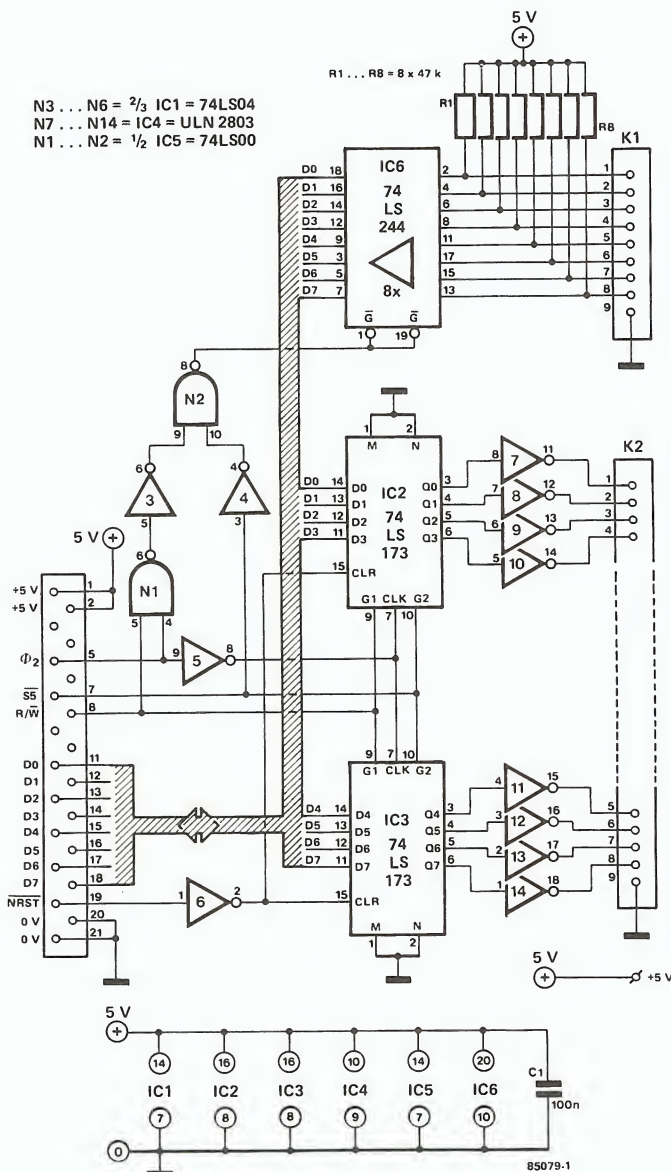 5 V
+
R1 . . . R8 = 8 x 47 k
N3 . . . N6 = 2/3 IC1 = 74LS04
N7 . . . N14 = IC4 = ULN 2803
N1 . . . N2 = 1/2 IC5 = 74LS00
R1
R8
K1
IC6
74
LS
244
8x
D0 18
D1 16
D2 14
D3 12
D4 9
D5 3
D6 5
D7 7
2
4
6
8
11
17
15
13
1
2
3
4
5
6
7
8
9
G̅ G̅
1 19
8
N2
9 10
6
3
5
4
4
3
5 V
+
6
N1
5 4
1 2
M N
IC2
74
LS
173
D0 14
D1 13
D2 12
D3 11
15 CLR
G1 CLK G2
9 7 10
Q0 3
Q1 4
Q2 5
Q3 6
8 7 11
7 8 12
6 9 13
5 10 14
K2
1
2
3
4
+5 V 1
+5 V 2
Φ2 5
9 5 8
S̅5̅ 7
R/W̅ 8
D0 11
D1 12
D2 13
D3 14
D4 15
D5 16
D6 17
D7 18
N̅R̅S̅T̅ 19
0 V 20
0 V 21
1 6 2
9 7 10
G1 CLK G2
IC3
74
LS
173
D4 14
D5 13
D6 12
D7 11
15 CLR
M N
1 2
Q4 3
Q5 4
Q6 5
Q7 6
4 11 15
3 12 16
2 13 17
1 14 18
5
6
7
8
9
5 V
+ +5 V
5 V
+
14 16 16 10 14 20
IC1 IC2 IC3 IC4 IC5 IC6
7 8 8 9 7 10
C1
100n
0
85079-1